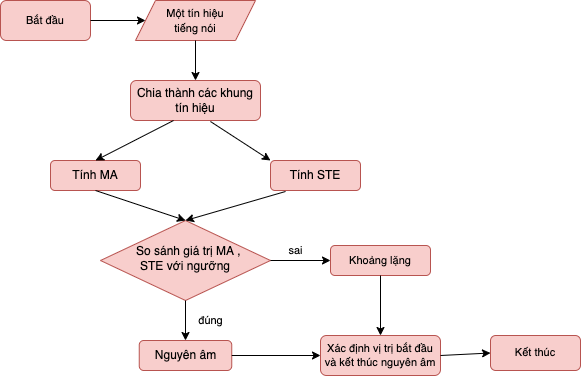 Bắt đầu
Một tín hiệu
tiếng nói
Chia thành các khung
tín hiệu
Tính MA
Tính STE
So sánh giá trị MA ,
STE với ngưỡng
sai
Khoảng lặng
đúng
Nguyên âm
Xác định vị trị bắt đầu
và kết thúc nguyên âm
Kết thúc